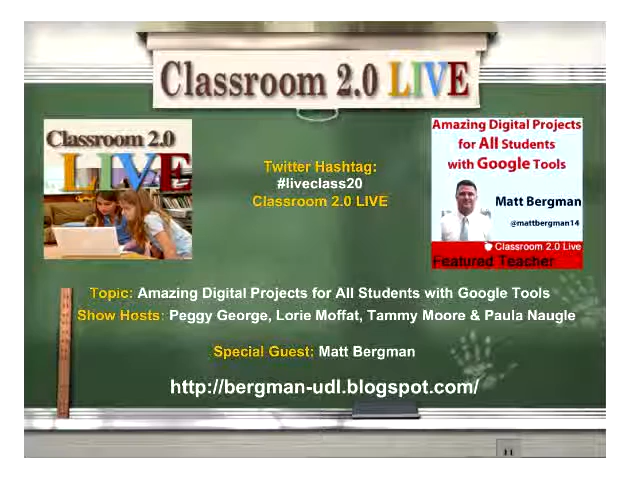 Classroom 2.0 LIVE
Classroom 2.0
LIVE
Twitter Hashtag:
#liveclass20
Classroom 2.0 LIVE
Amazing Digital Projects
for All Students
with Google Tools
Matt Bergman
@mattbergman14
Classroom 2.0 Live
Featured Teacher
Topic: Amazing Digital Projects for All Students with Google Tools
Show Hosts: Peggy George, Lorie Moffat, Tammy Moore & Paula Naugle
Special Guest: Matt Bergman
http://bergman-udl.blogspot.com/